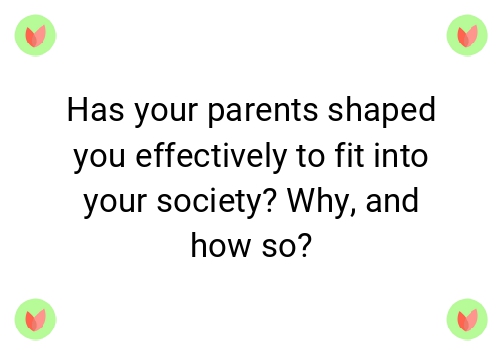 Has your parents shaped
you effectively to fit into
your society? Why, and
how so?